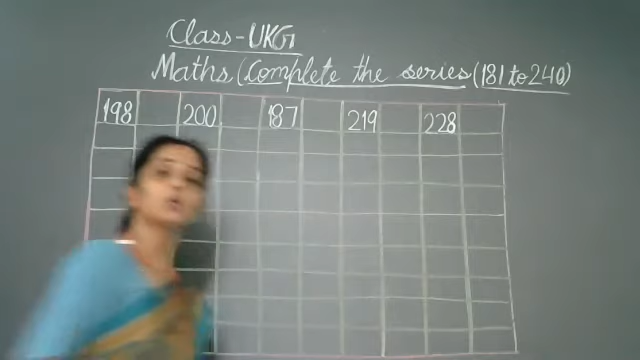 Class-UKG
Maths (Complete the series (181 to 240)
198 200 187 219 228